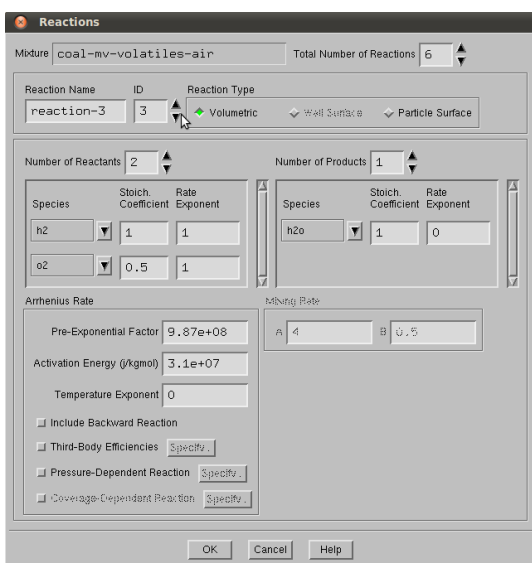 Reactions
Mixture coal-mv-volatiles-air Total Number of Reactions 6
Reaction Name ID Reaction Type
reaction-3 3 Volumetric Wall Surface Particle Surface
Number of Reactants 2 Number of Products 1
Species Stoich. Coefficient Rate Exponent Species Stoich. Coefficient Rate Exponent
h2 1 1 h2o 1 0
o2 0.5 1
Arrhenius Rate Mixing Rate
Pre-Exponential Factor 9.87e+08 A 4 B 0.5
Activation Energy (j/kgmol) 3.1e+07
Temperature Exponent 0
Include Backward Reaction
Third-Body Efficiencies Specify..
Pressure-Dependent Reaction Specify..
Coverage-Dependent Reaction Specify..
OK Cancel Help